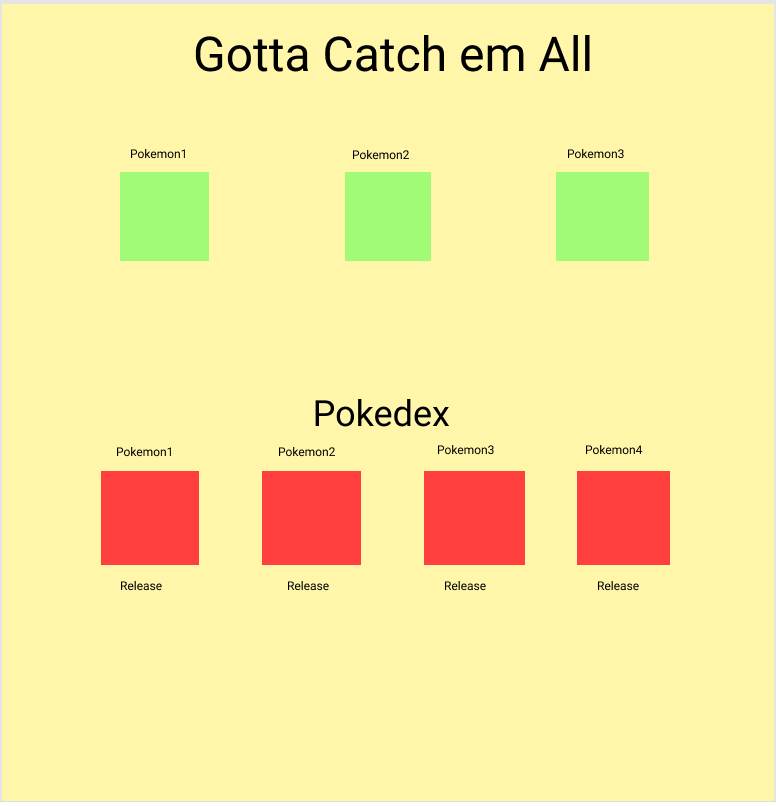 Gotta Catch em All
Pokemon1 Pokemon2 Pokemon3
Pokedex
Pokemon1 Pokemon2 Pokemon3 Pokemon4
Release Release Release Release